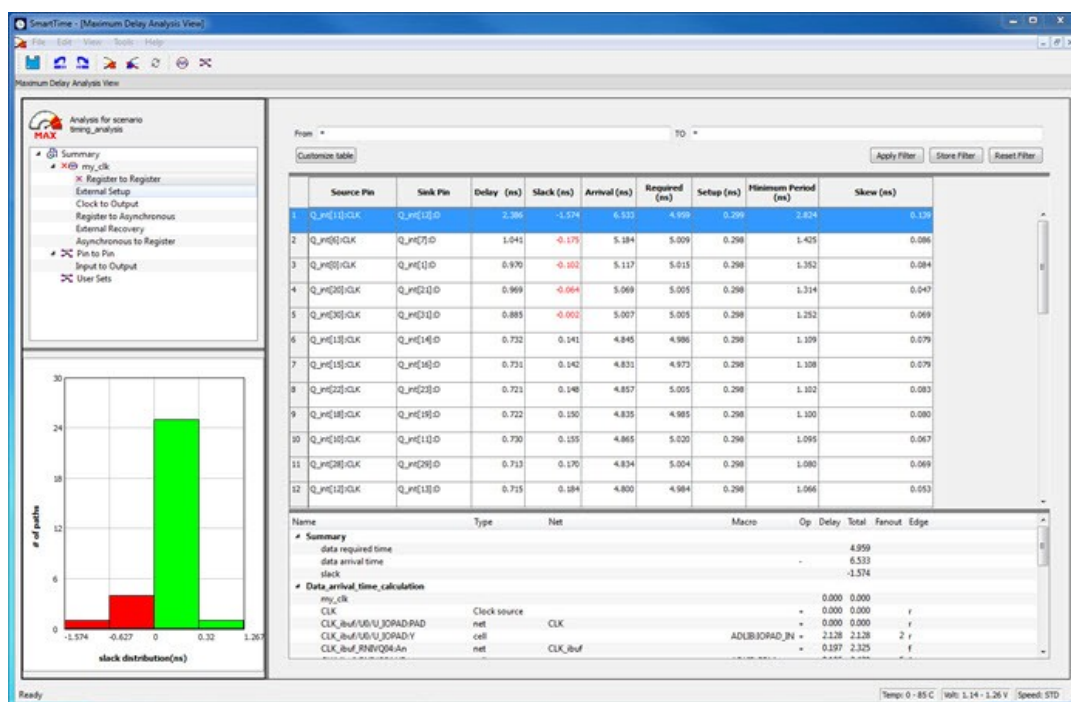 SmartTime - [Maximum Delay Analysis View]
File Edit View Tools Help
Maximum Delay Analysis View
MAX
Analysis for scenario
timing_analysis
Summary
my_clk
Register to Register
External Setup
Clock to Output
Register to Asynchronous
External Recovery
Asynchronous to Register
Pin to Pin
Input to Output
User Sets
From *
TO *
Customize table
Apply Filter
Store Filter
Reset Filter
Source Pin Sink Pin Delay (ns) Slack (ns) Arrival (ns) Required (ns) Setup (ns) Minimum Period (ns) Skew (ns)
1 Q_int[11]:CLK Q_int[12]:D 2.386 -1.574 6.533 4.959 0.299 2.824 0.139
2 Q_int[6]:CLK Q_int[7]:D 1.041 -0.175 5.184 5.009 0.298 1.425 0.086
3 Q_int[0]:CLK Q_int[1]:D 0.970 -0.102 5.117 5.015 0.298 1.352 0.084
4 Q_int[20]:CLK Q_int[21]:D 0.969 -0.064 5.069 5.005 0.298 1.314 0.047
5 Q_int[30]:CLK Q_int[31]:D 0.885 -0.002 5.007 5.005 0.298 1.252 0.069
6 Q_int[13]:CLK Q_int[14]:D 0.732 0.141 4.845 4.986 0.298 1.109 0.079
7 Q_int[15]:CLK Q_int[16]:D 0.731 0.142 4.831 4.973 0.298 1.108 0.079
8 Q_int[22]:CLK Q_int[23]:D 0.721 0.148 4.857 5.005 0.298 1.102 0.083
9 Q_int[18]:CLK Q_int[19]:D 0.722 0.150 4.835 4.985 0.298 1.100 0.080
10 Q_int[10]:CLK Q_int[11]:D 0.730 0.155 4.865 5.020 0.298 1.095 0.067
11 Q_int[28]:CLK Q_int[29]:D 0.713 0.170 4.834 5.004 0.298 1.080 0.069
12 Q_int[12]:CLK Q_int[13]:D 0.715 0.184 4.800 4.984 0.298 1.066 0.053
# of paths
30
24
18
12
6
0
-1.574 -0.627 0 0.32 1.267
slack distribution(ns)
Name Type Net Macro Op Delay Total Fanout Edge
Summary
data required time 4.959
data arrival time - 6.533
slack -1.574
Data_arrival_time_calculation
my_clk 0.000 0.000
CLK Clock source + 0.000 0.000 r
CLK_ibuf/U0/U_IOPAD:PAD net CLK + 0.000 0.000 r
CLK_ibuf/U0/U_IOPAD:Y cell ADLIB:IOPAD_IN + 2.128 2.128 2 r
CLK_ibuf_RNIVQ04:An net CLK_ibuf + 0.197 2.325 f
Ready
Temp: 0 - 85 C Volt: 1.14 - 1.26 V Speed: STD